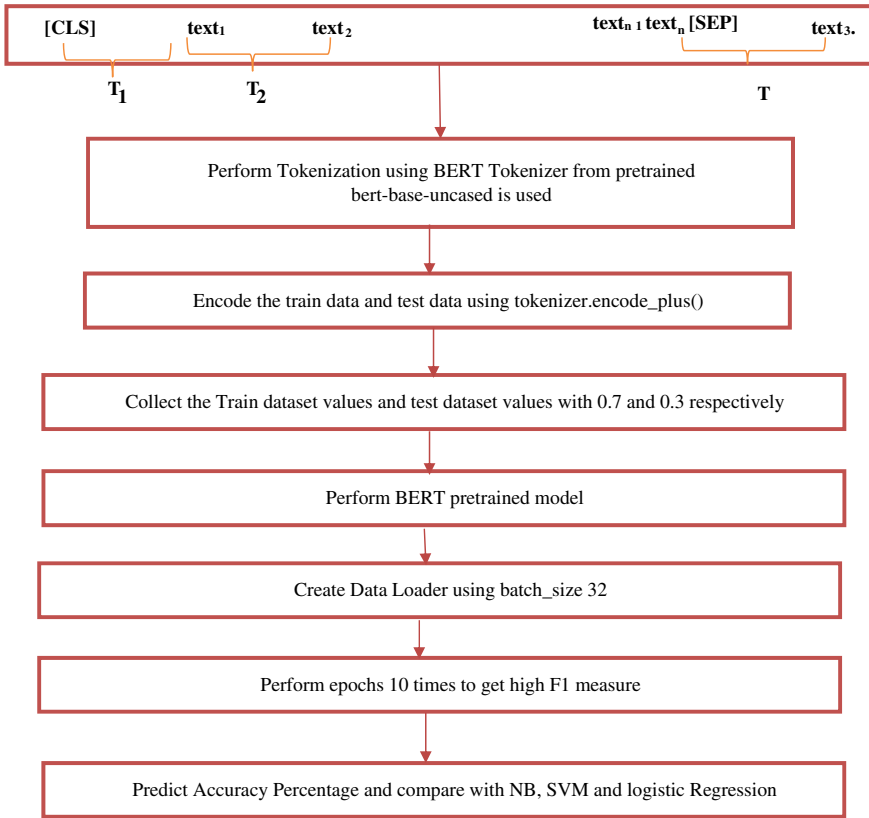 [CLS] text₁ text₂ textₙ ₁ textₙ [SEP] text₃.
T₁ T₂ T
Perform Tokenization using BERT Tokenizer from pretrained
bert-base-uncased is used
Encode the train data and test data using tokenizer.encode_plus()
Collect the Train dataset values and test dataset values with 0.7 and 0.3 respectively
Perform BERT pretrained model
Create Data Loader using batch_size 32
Perform epochs 10 times to get high F1 measure
Predict Accuracy Percentage and compare with NB, SVM and logistic Regression